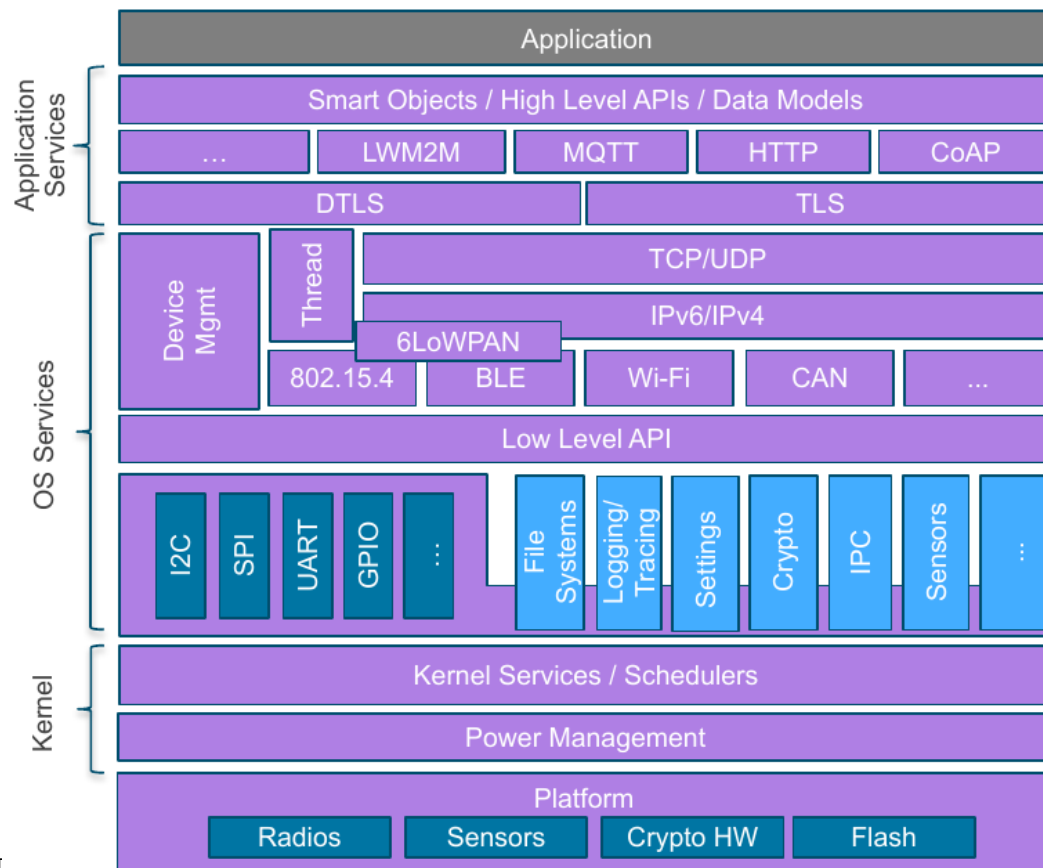 Application
Application
Services
Smart Objects / High Level APIs / Data Models
...
LWM2M
MQTT
HTTP
CoAP
DTLS
TLS
OS Services
Device
Mgmt
Thread
TCP/UDP
IPv6/IPv4
6LoWPAN
802.15.4
BLE
Wi-Fi
CAN
...
Low Level API
I2C
SPI
UART
GPIO
...
File
Systems
Logging/
Tracing
Settings
Crypto
IPC
Sensors
...
Kernel
Kernel Services / Schedulers
Power Management
Platform
Radios
Sensors
Crypto HW
Flash